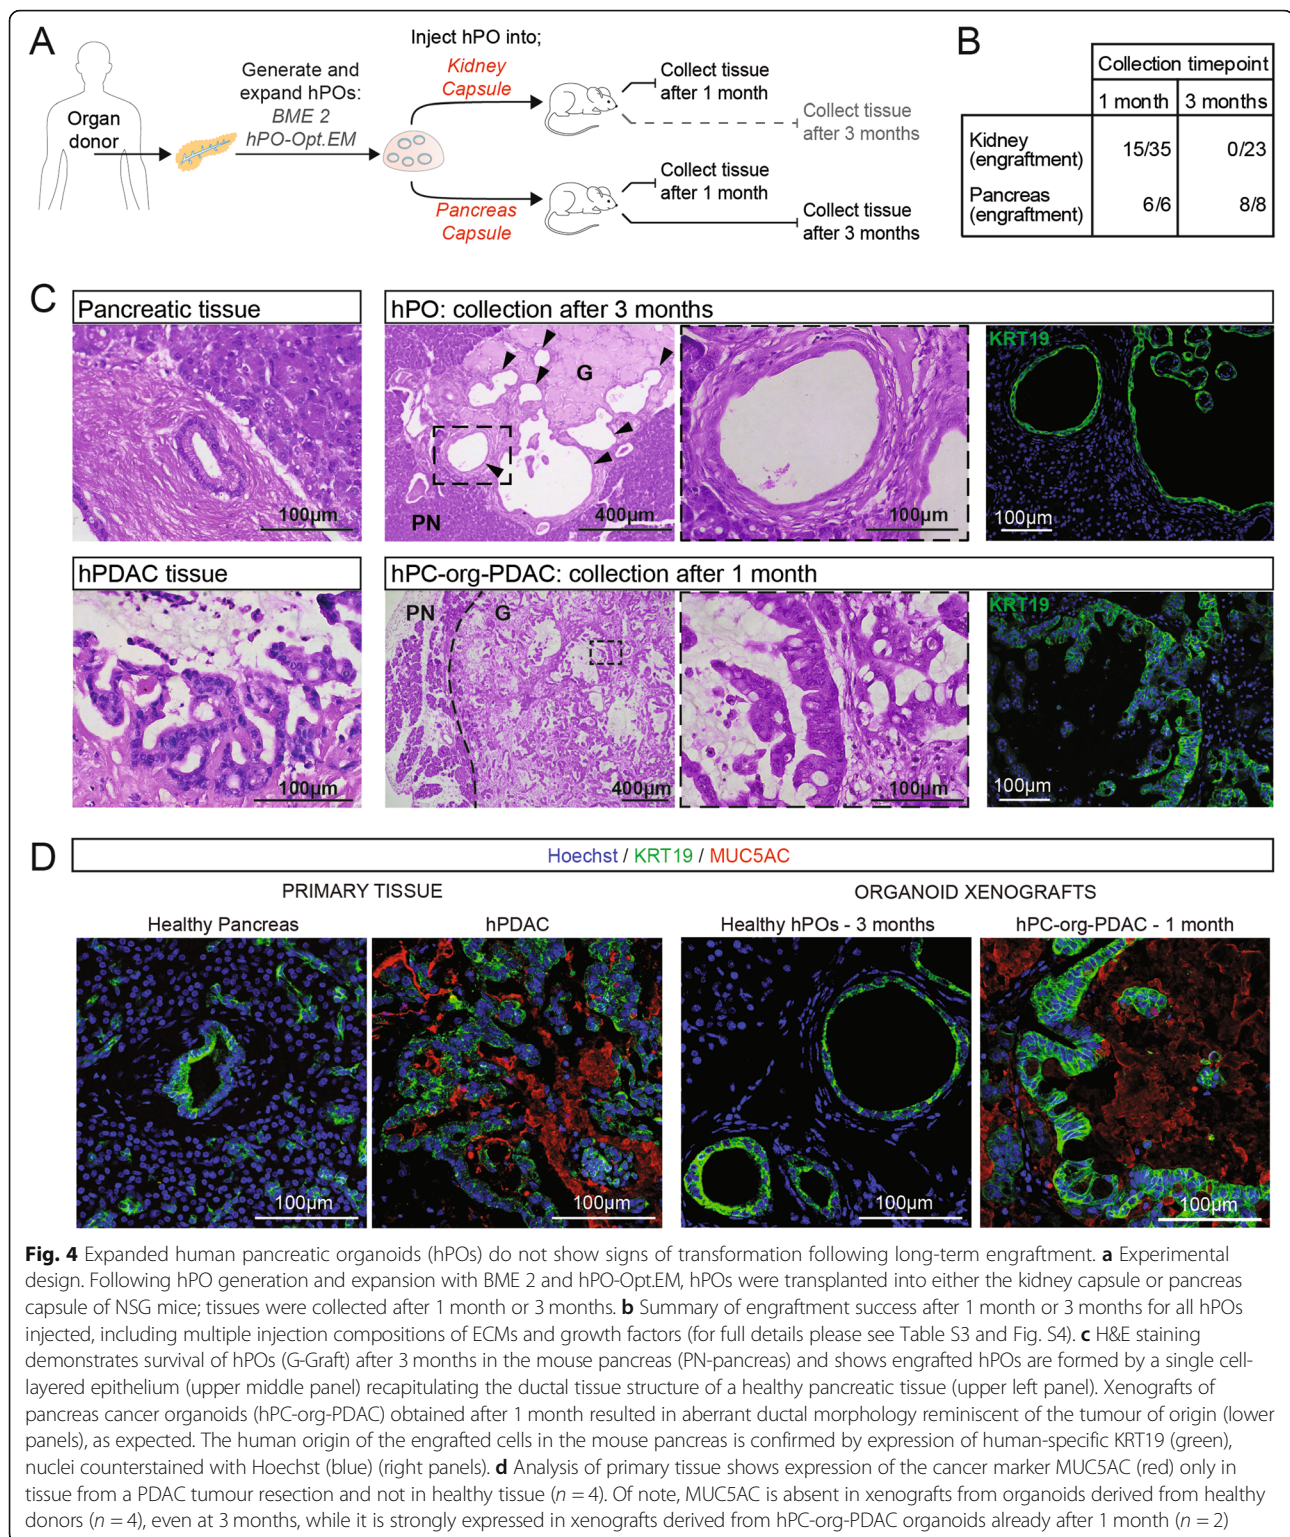 A
Organ
donor
Generate and
expand hPOs:
BME 2
hPO-Opt.EM
Inject hPO into;
Kidney
Capsule
Pancreas
Capsule
Collect tissue
after 1 month
Collect tissue
after 3 months
Collect tissue
after 1 month
Collect tissue
after 3 months
B
Collection timepoint
1 month 3 months
Kidney
(engraftment) 15/35 0/23
Pancreas
(engraftment) 6/6 8/8
C
Pancreatic tissue
100µm
hPO: collection after 3 months
G
PN
400µm
100µm
KRT19
100µm
hPDAC tissue
100µm
hPC-org-PDAC: collection after 1 month
PN G
400µm
100µm
KRT19
100µm
D
Hoechst / KRT19 / MUC5AC
PRIMARY TISSUE
ORGANOID XENOGRAFTS
Healthy Pancreas
hPDAC
Healthy hPOs - 3 months
hPC-org-PDAC - 1 month
100µm
100µm
100µm
100µm
Fig. 4 Expanded human pancreatic organoids (hPOs) do not show signs of transformation following long-term engraftment. a Experimental
design. Following hPO generation and expansion with BME 2 and hPO-Opt.EM, hPOs were transplanted into either the kidney capsule or pancreas
capsule of NSG mice; tissues were collected after 1 month or 3 months. b Summary of engraftment success after 1 month or 3 months for all hPOs
injected, including multiple injection compositions of ECMs and growth factors (for full details please see Table S3 and Fig. S4). c H&E staining
demonstrates survival of hPOs (G-Graft) after 3 months in the mouse pancreas (PN-pancreas) and shows engrafted hPOs are formed by a single cell-
layered epithelium (upper middle panel) recapitulating the ductal tissue structure of a healthy pancreatic tissue (upper left panel). Xenografts of
pancreas cancer organoids (hPC-org-PDAC) obtained after 1 month resulted in aberrant ductal morphology reminiscent of the tumour of origin (lower
panels), as expected. The human origin of the engrafted cells in the mouse pancreas is confirmed by expression of human-specific KRT19 (green),
nuclei counterstained with Hoechst (blue) (right panels). d Analysis of primary tissue shows expression of the cancer marker MUC5AC (red) only in
tissue from a PDAC tumour resection and not in healthy tissue (n = 4). Of note, MUC5AC is absent in xenografts from organoids derived from healthy
donors (n = 4), even at 3 months, while it is strongly expressed in xenografts derived from hPC-org-PDAC organoids already after 1 month (n = 2)